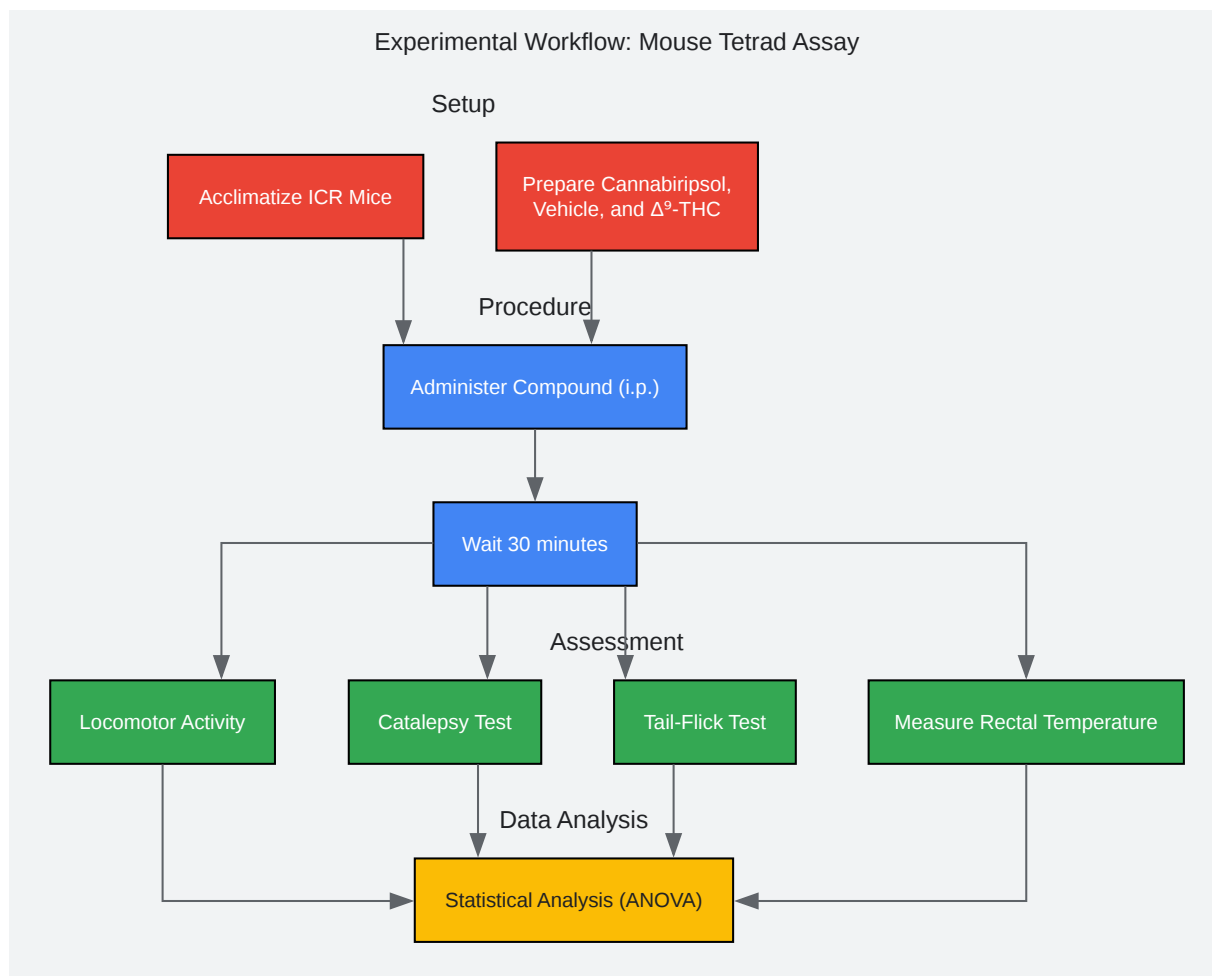 Experimental Workflow: Mouse Tetrad Assay
Setup
Acclimatize ICR Mice
Prepare Cannabiripsol,
Vehicle, and Δ⁹-THC
Procedure
Administer Compound (i.p.)
Wait 30 minutes
Assessment
Locomotor Activity
Catalepsy Test
Tail-Flick Test
Measure Rectal Temperature
Data Analysis
Statistical Analysis (ANOVA)